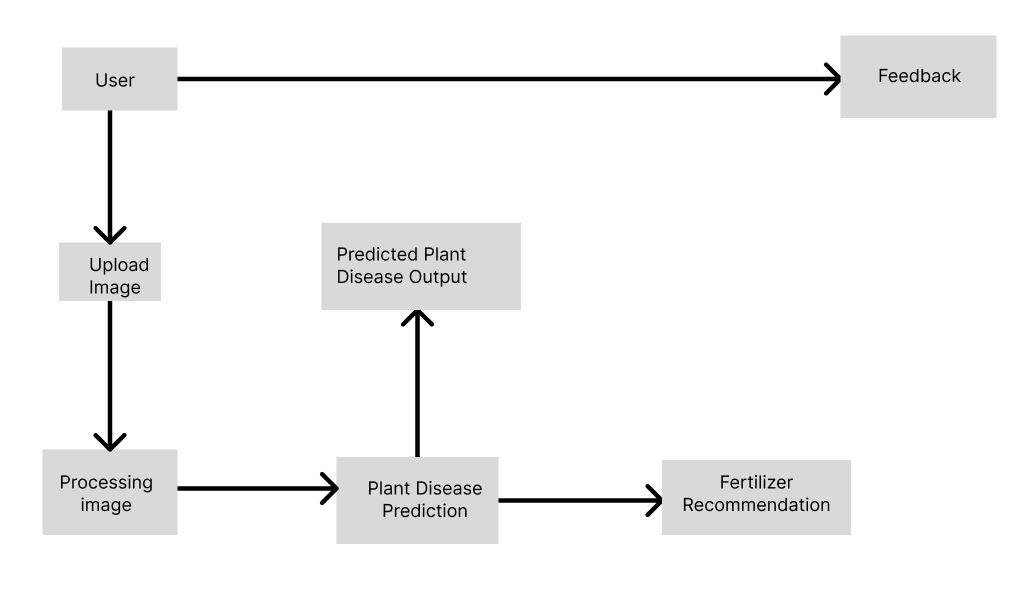 User
Feedback
Upload
Image
Predicted Plant
Disease Output
Processing
image
Plant Disease
Prediction
Fertilizer
Recommendation